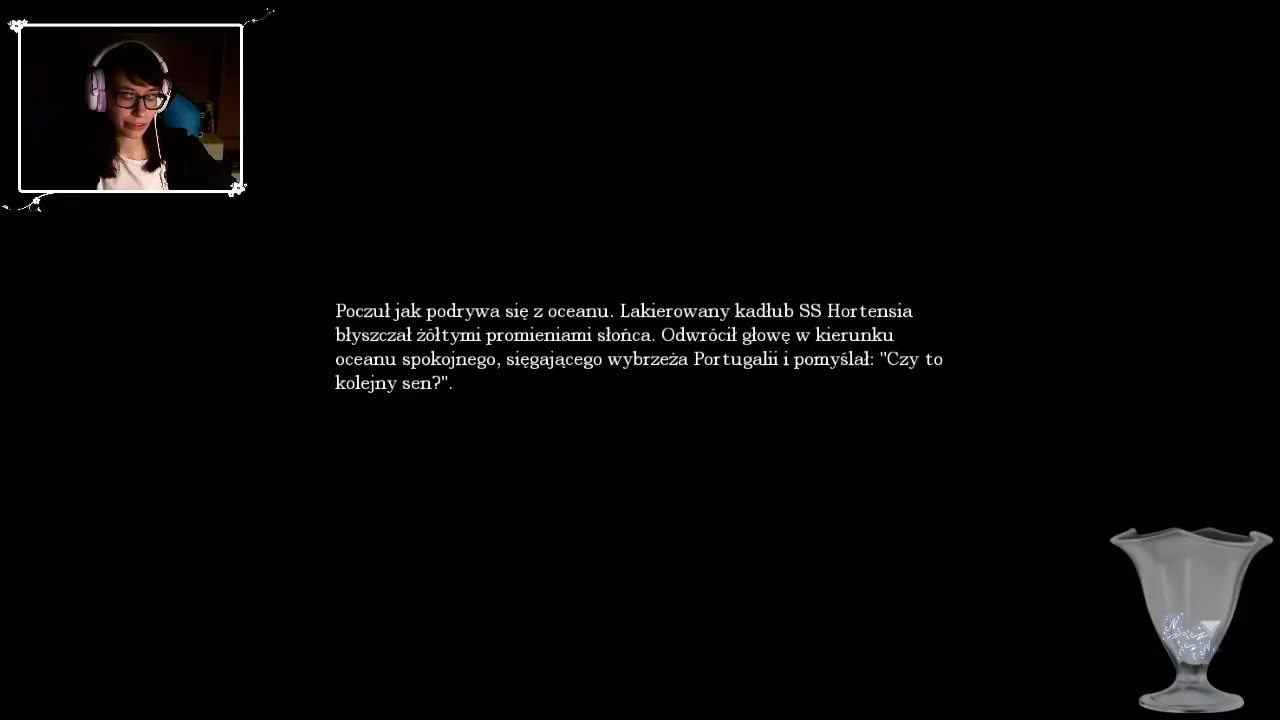 Poczuł jak podrywa się z oceanu. Lakierowany kadłub SS Hortensia
błyszczał żółtymi promieniami słońca. Odwrócił głowę w kierunku
oceanu spokojnego, sięgającego wybrzeża Portugalii i pomyślał: "Czy to
kolejny sen?".